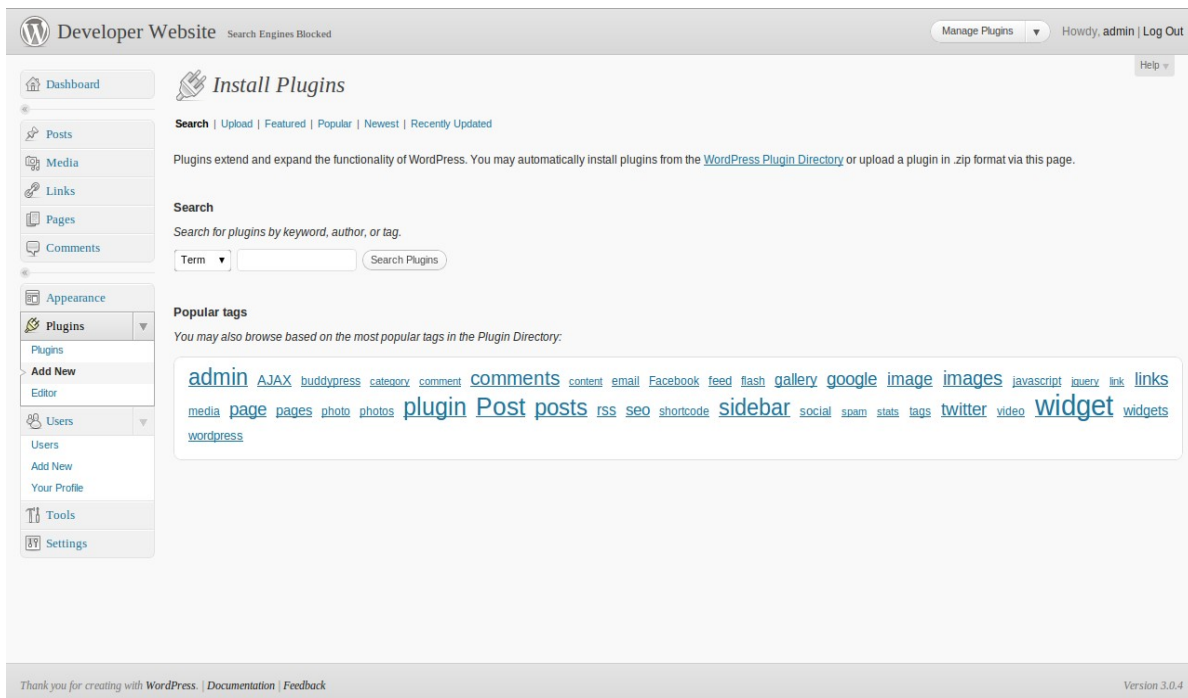 Developer Website Search Engines Blocked
Manage Plugins Howdy, admin | Log Out
Help
Dashboard
Posts
Media
Links
Pages
Comments
Appearance
Plugins
Plugins
Add New
Editor
Users
Users
Add New
Your Profile
Tools
Settings
Install Plugins
Search | Upload | Featured | Popular | Newest | Recently Updated
Plugins extend and expand the functionality of WordPress. You may automatically install plugins from the WordPress Plugin Directory or upload a plugin in .zip format via this page.
Search
Search for plugins by keyword, author, or tag.
Term Search Plugins
Popular tags
You may also browse based on the most popular tags in the Plugin Directory:
admin AJAX buddypress category comment comments content email Facebook feed flash gallery google image images javascript jquery link links
media page pages photo photos plugin Post posts rss seo shortcode sidebar social spam stats tags twitter video widget widgets
wordpress
Thank you for creating with WordPress. | Documentation | Feedback
Version 3.0.4